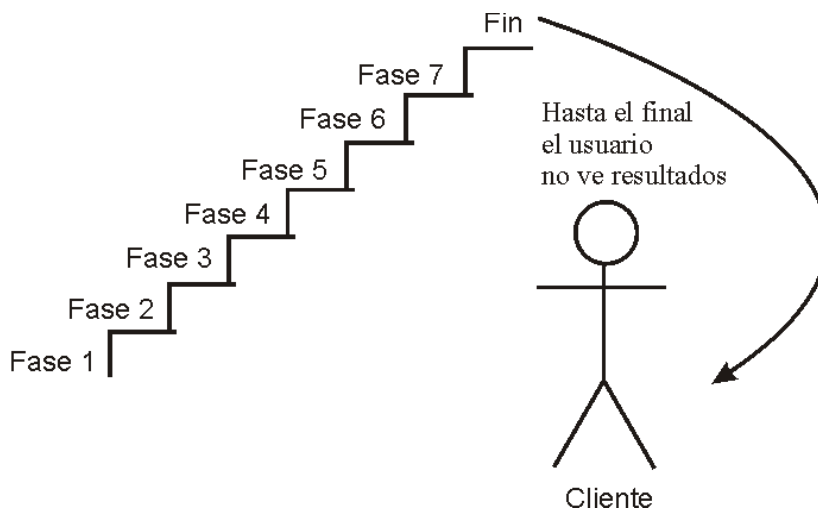 Fin
Fase 7
Fase 6
Fase 5
Fase 4
Fase 3
Fase 2
Fase 1
Hasta el final
el usuario
no ve resultados
Cliente